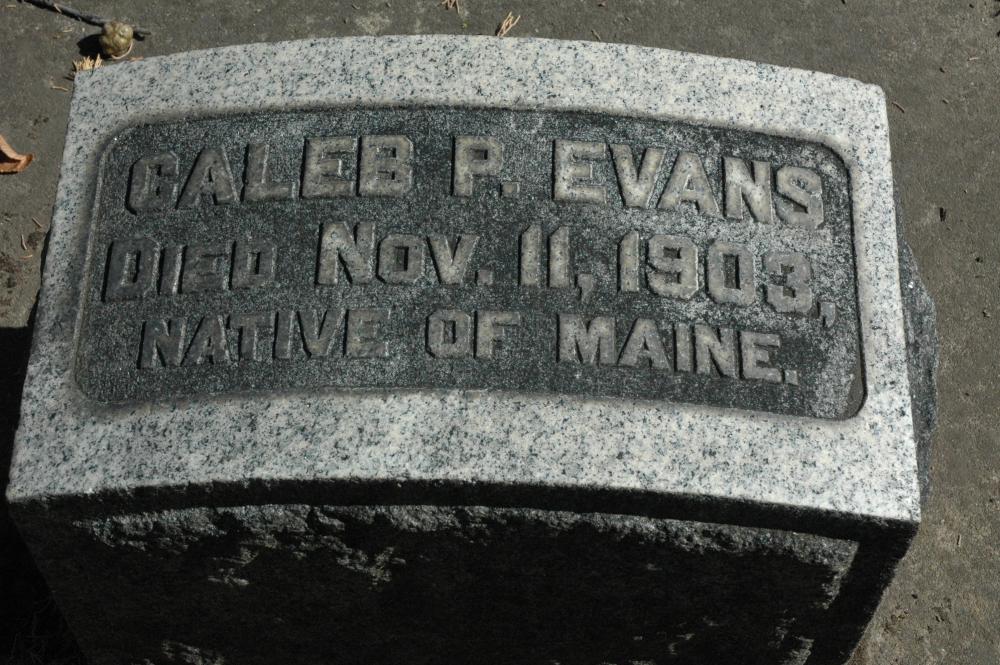 CALEB P. EVANS
DIED NOV. 11, 1903,
NATIVE OF MAINE.